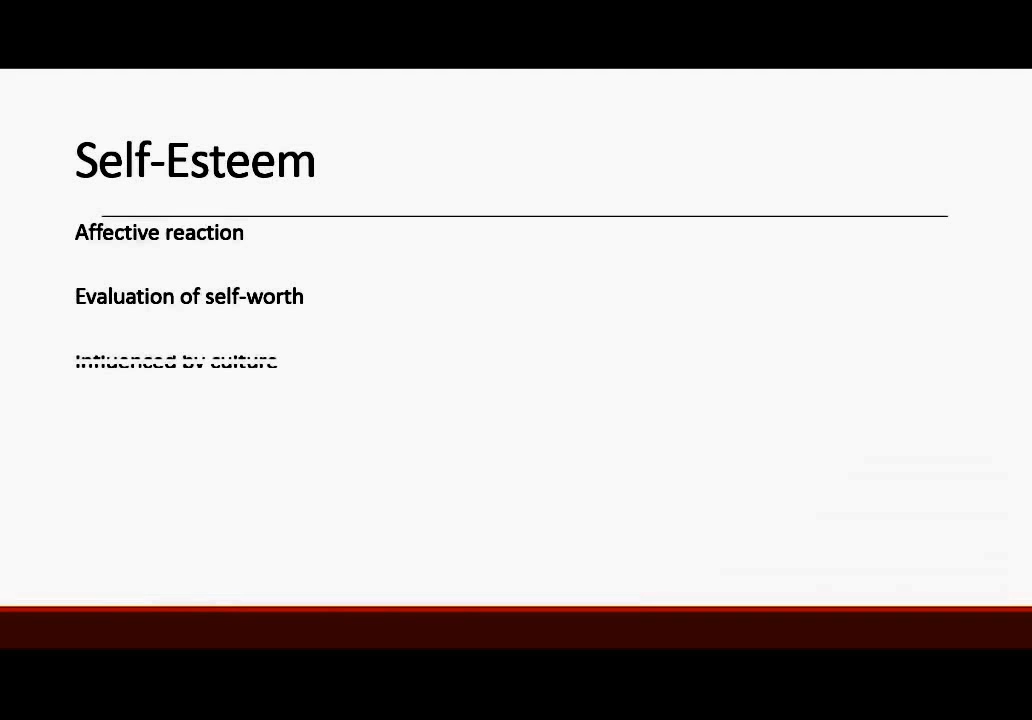 Self-Esteem
Affective reaction
Evaluation of self-worth
Influenced by culture